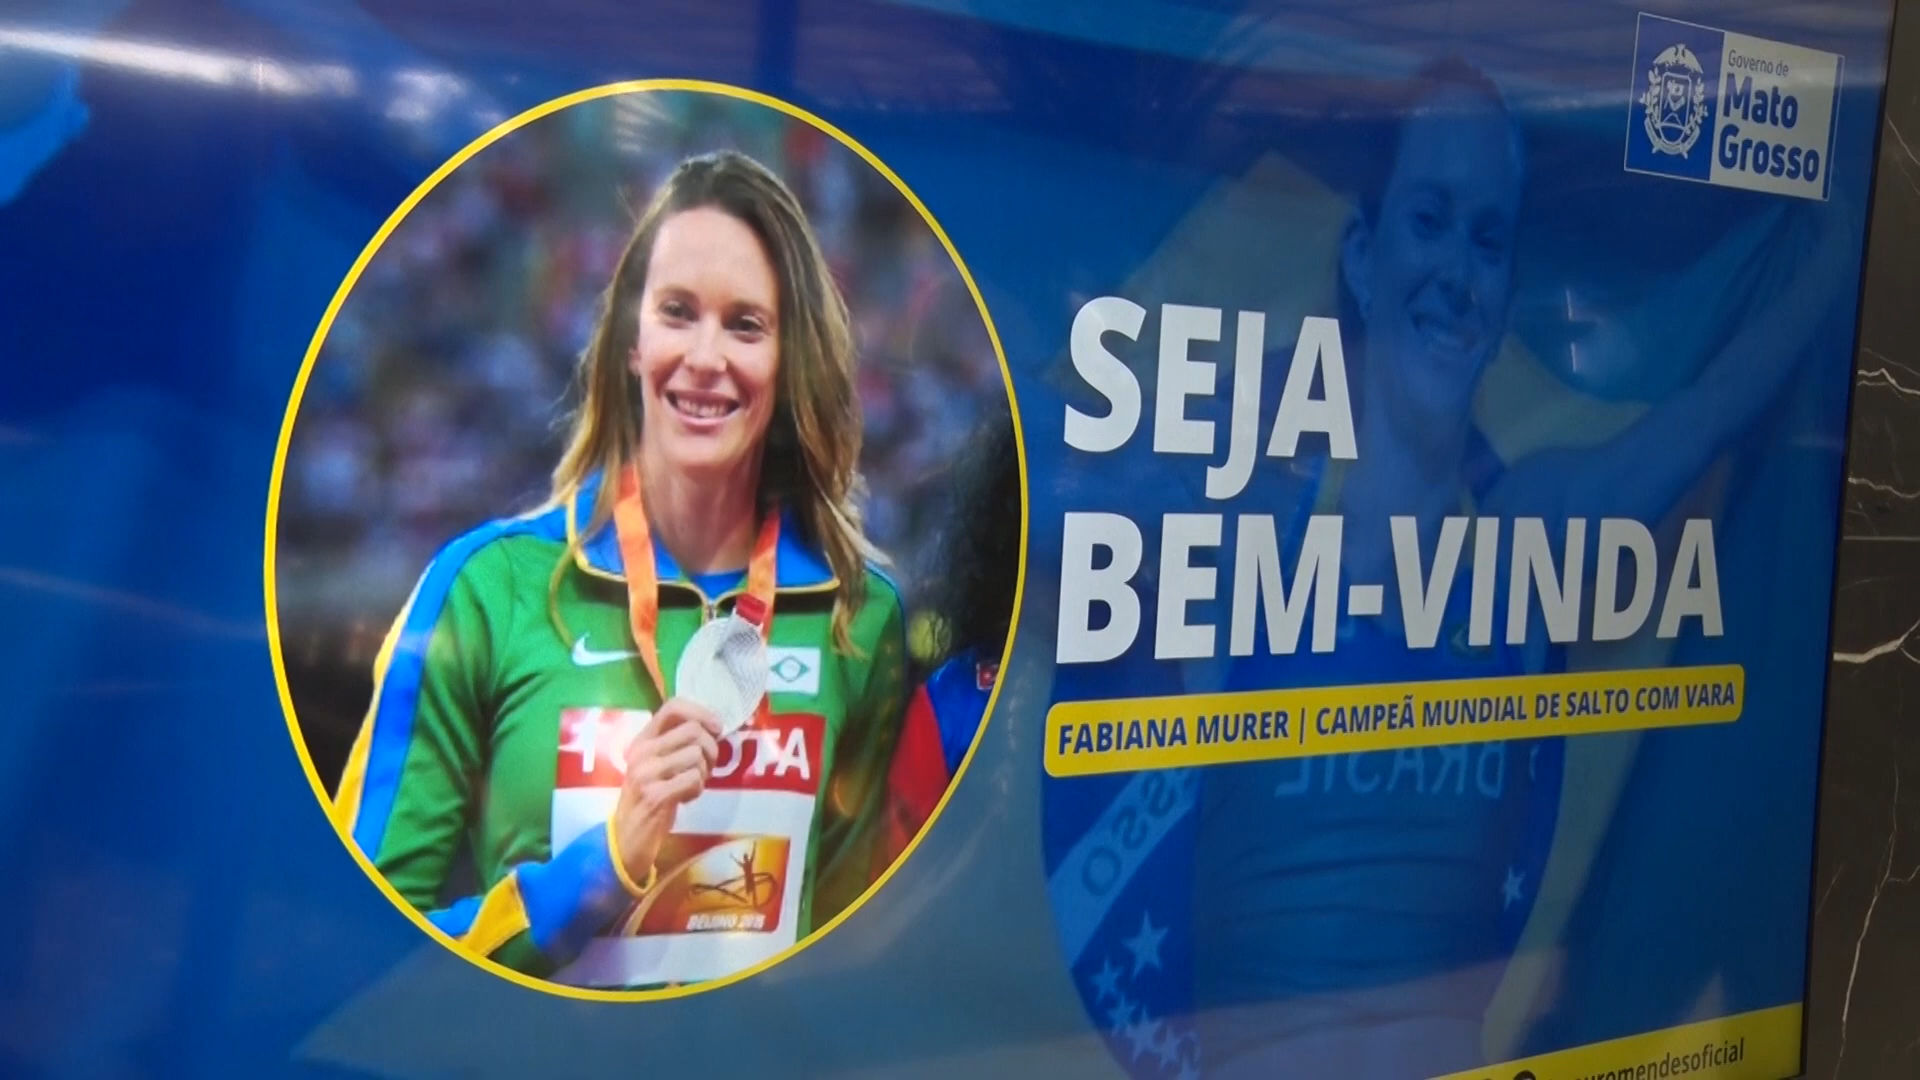 Governo de
Mato
Grosso
SEJA
BEM-VINDA
FABIANA MURER | CAMPEÃ MUNDIAL DE SALTO COM VARA
BRASIL
TOYOTA
BEIJING 2015